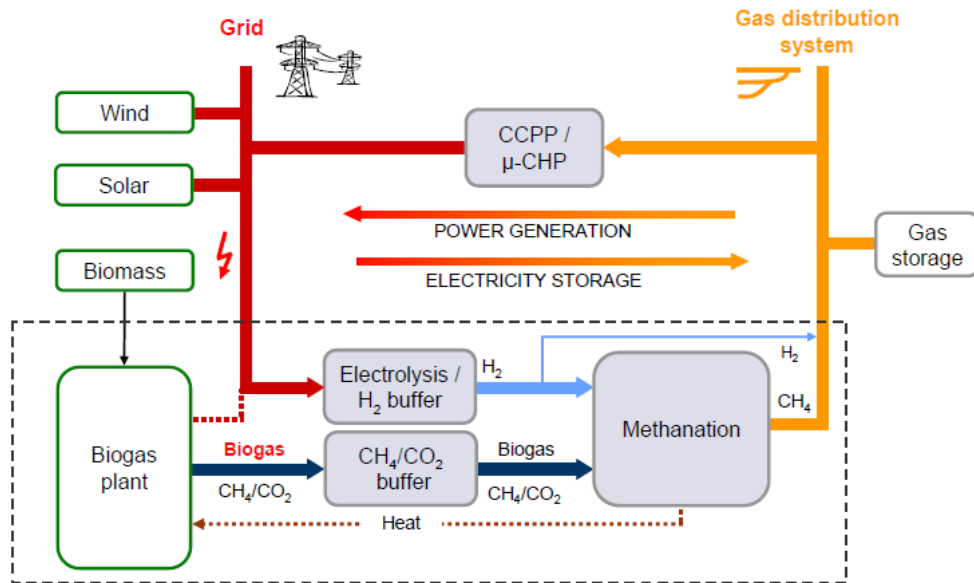 Grid
Gas distribution
system
Wind
CCPP /
μ-CHP
Solar
POWER GENERATION
Gas
storage
Biomass
ELECTRICITY STORAGE
H₂
Electrolysis /
H₂ buffer
H₂
CH₄
Methanation
Biogas
plant
Biogas
CH₄/CO₂
CH₄/CO₂
buffer
Biogas
CH₄/CO₂
Heat